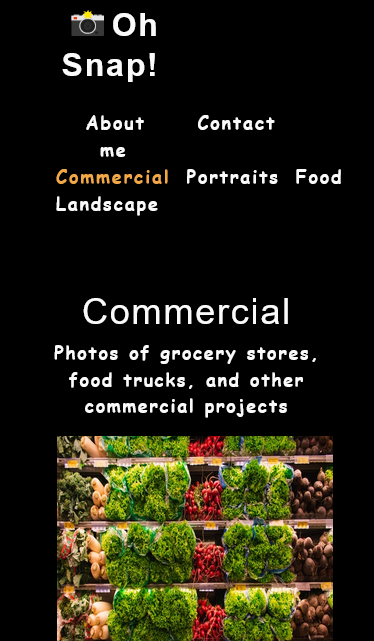 Oh
Snap!
About Contact
me
Commercial Portraits Food
Landscape
Commercial
Photos of grocery stores,
food trucks, and other
commercial projects